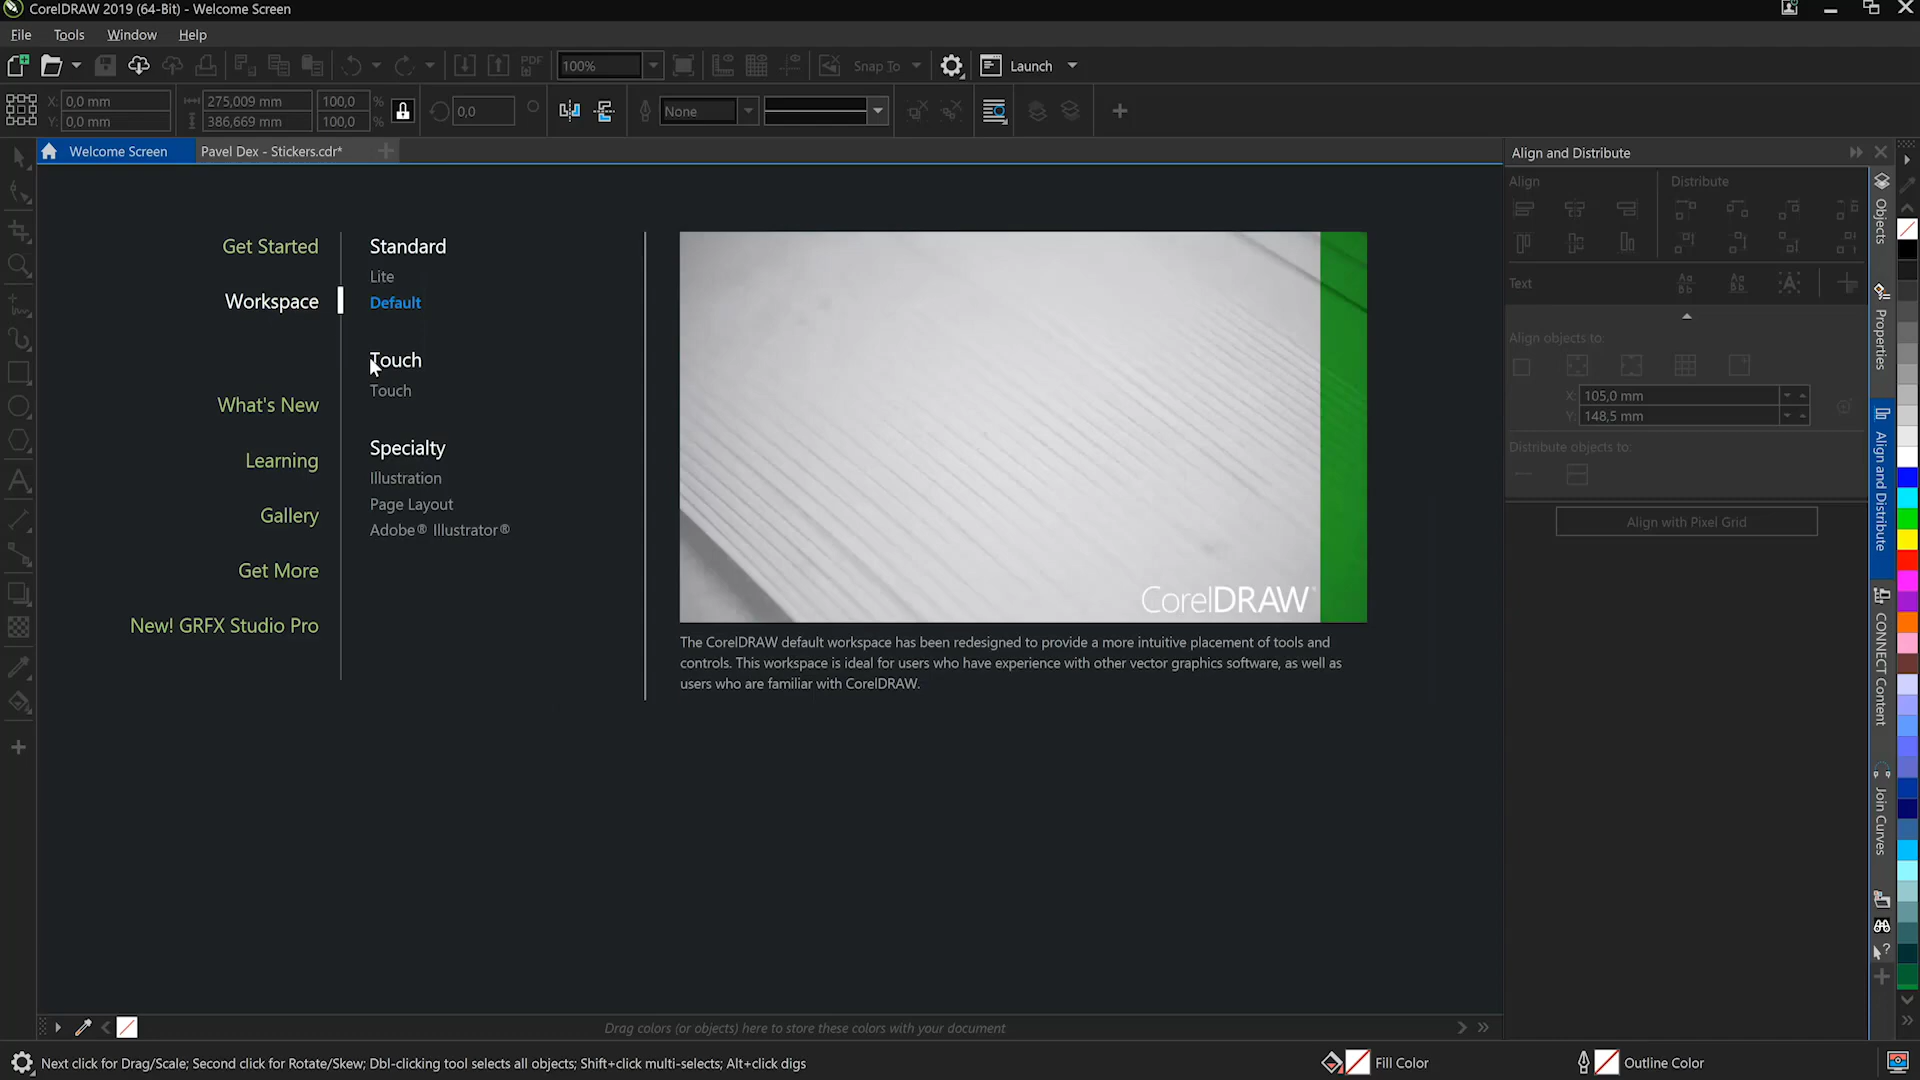 CorelDRAW 2019 (64-Bit) - Welcome Screen
File Tools Window Help
PDF 100% Snap To Launch
X: 0,0 mm 275,009 mm 100,0 % 0,0 None
Y: 0,0 mm 386,669 mm 100,0 %
Welcome Screen Pavel Dex - Stickers.cdr*
Get Started
Workspace
What's New
Learning
Gallery
Get More
New! GRFX Studio Pro
Standard
Lite
Default
Touch
Touch
Specialty
Illustration
Page Layout
Adobe® Illustrator®
CorelDRAW
The CorelDRAW default workspace has been redesigned to provide a more intuitive placement of tools and
controls. This workspace is ideal for users who have experience with other vector graphics software, as well as
users who are familiar with CorelDRAW.
Align and Distribute
Align Distribute
Text
Align objects to:
X: 105,0 mm
Y: 148,5 mm
Distribute objects to:
Align with Pixel Grid
Objects
Properties
Align and Distribute
CONNECT Content
Join Curves
Drag colors (or objects) here to store these colors with your document
Next click for Drag/Scale; Second click for Rotate/Skew; Dbl-clicking tool selects all objects; Shift+click multi-selects; Alt+click digs
Fill Color
Outline Color